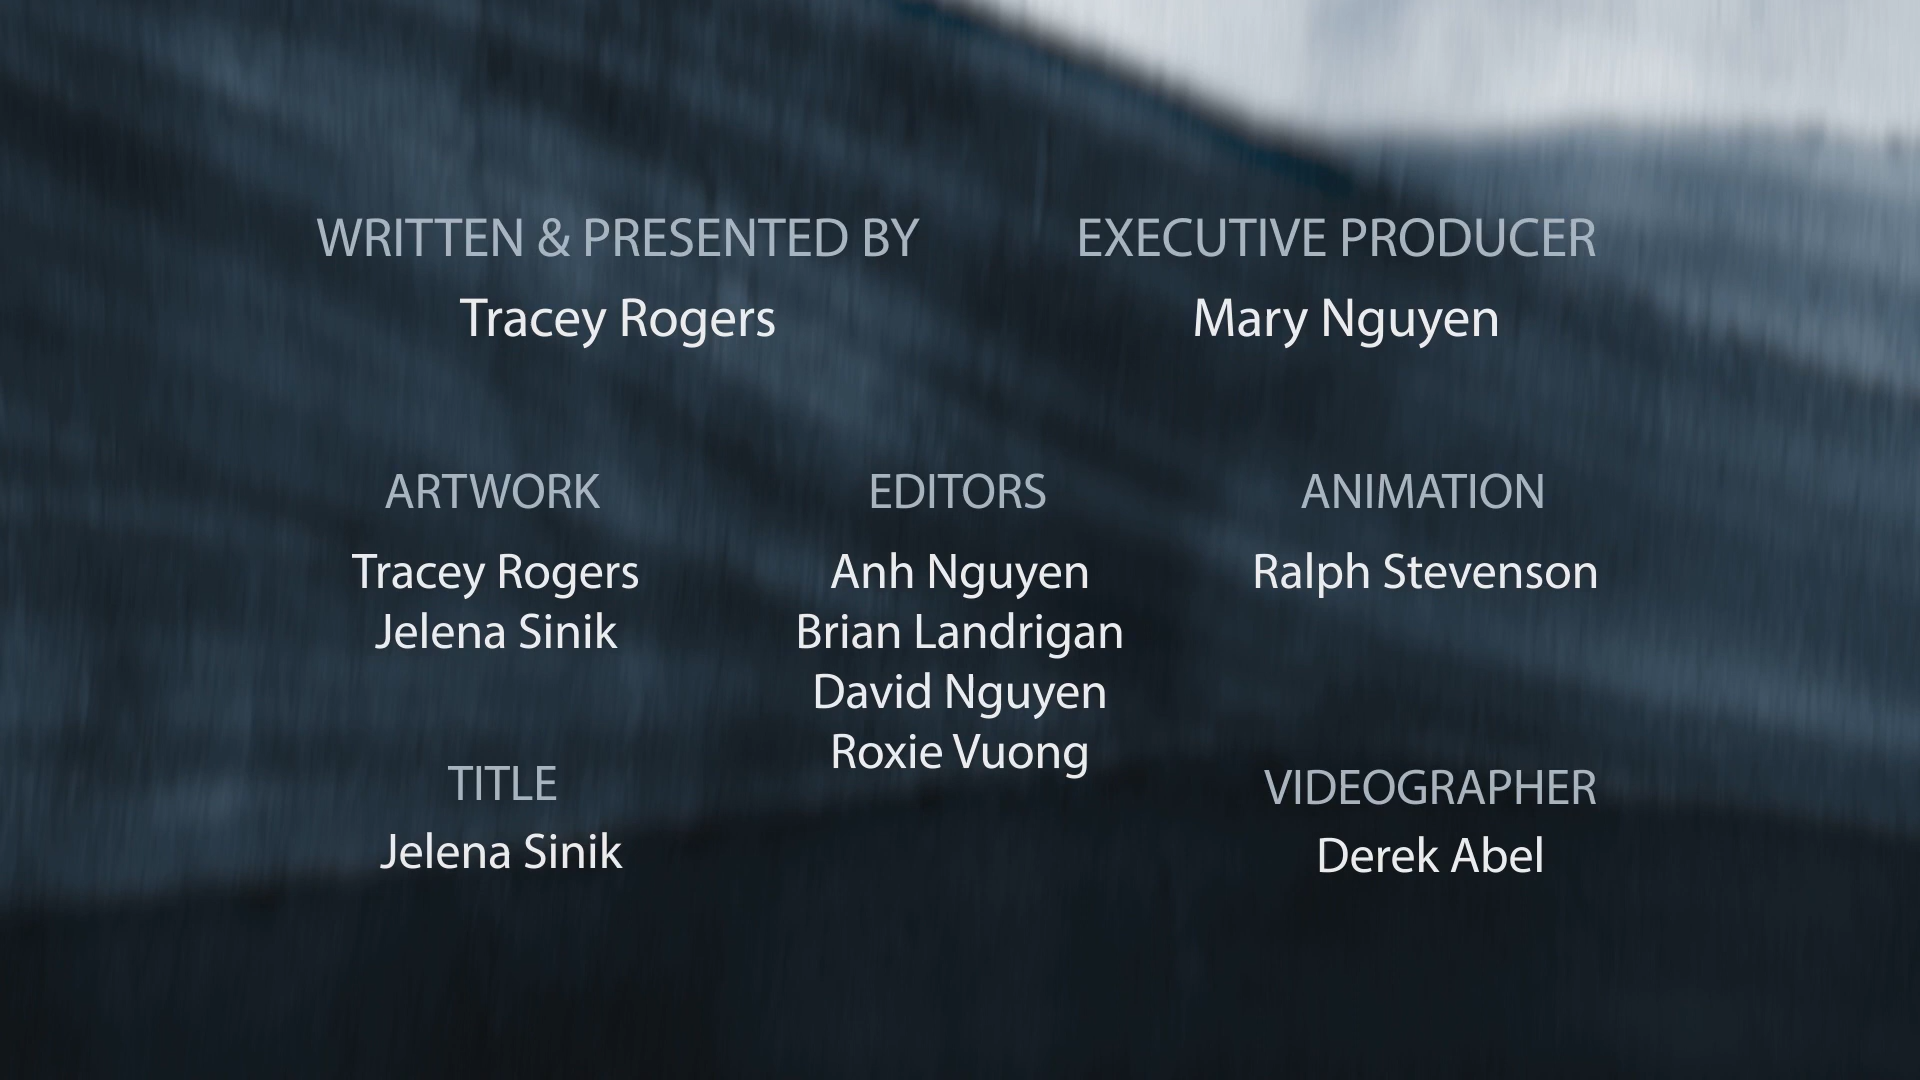 WRITTEN & PRESENTED BY
Tracey Rogers
EXECUTIVE PRODUCER
Mary Nguyen
ARTWORK
Tracey Rogers
Jelena Sinik
EDITORS
Anh Nguyen
Brian Landrigan
David Nguyen
Roxie Vuong
ANIMATION
Ralph Stevenson
TITLE
Jelena Sinik
VIDEOGRAPHER
Derek Abel